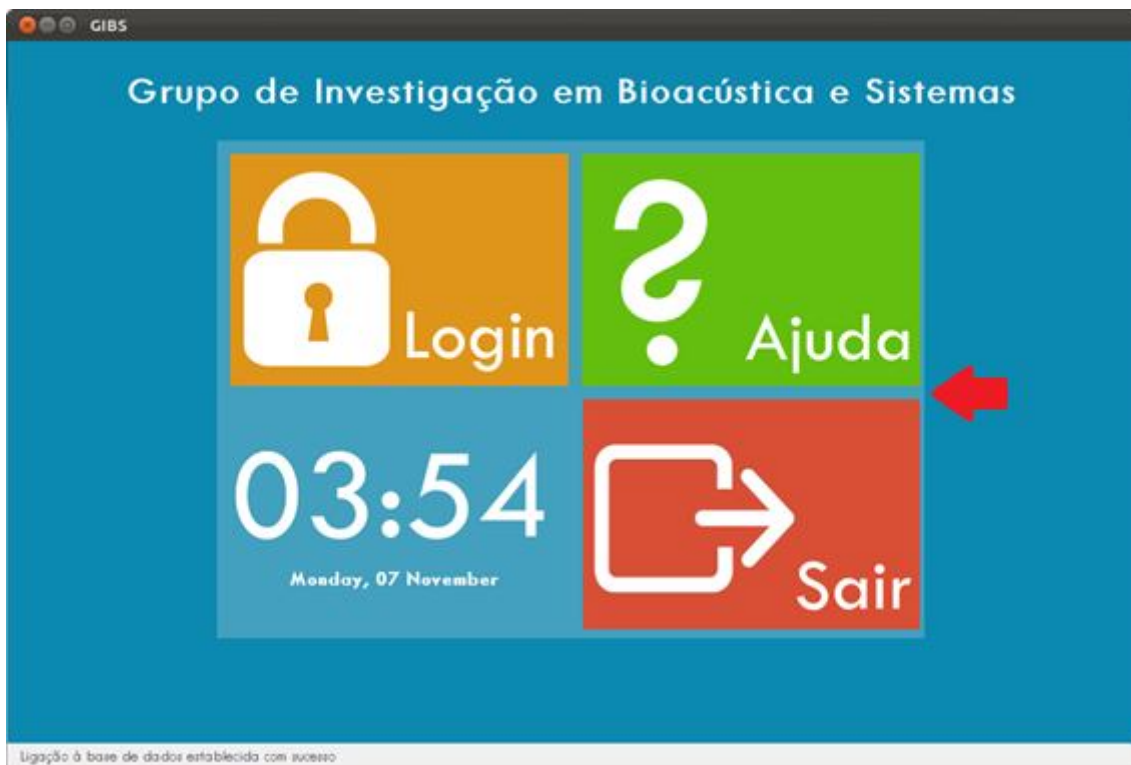 GIBS
Grupo de Investigação em Bioacústica e Sistemas
Login
Ajuda
03:54
Monday, 07 November
Sair
Ligação à base de dados establecida com sucesso